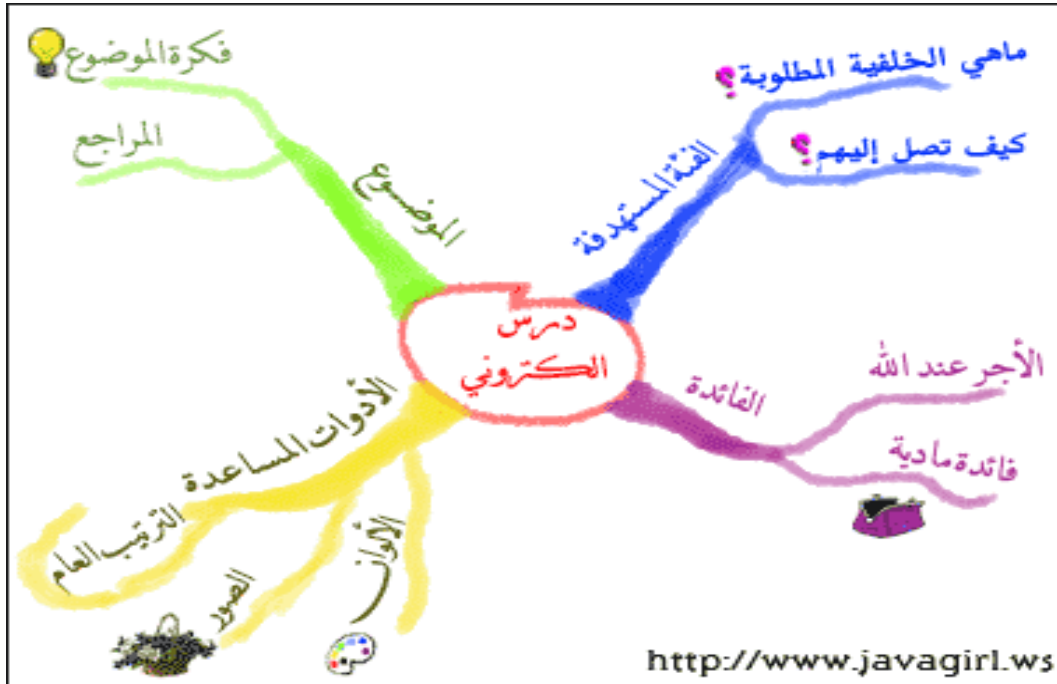 ماهي الخلفية المطلوبة؟
كيف تصل إليهم؟
الفئة المستهدفة
فكرة الموضوع
المراجع
الموضوع
درس
الكتروني
الفائدة
الأجر عند الله
فائدة مادية
الأدوات المساعدة
الألوان
الصور
الترتيب العام
http://www.javagirl.ws